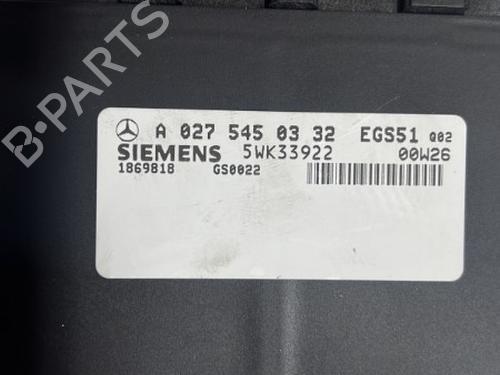 A 027 545 03 32 EGS51 Q02
SIEMENS 5WK33922 00W26
1869818 GS0022
B-PARTS